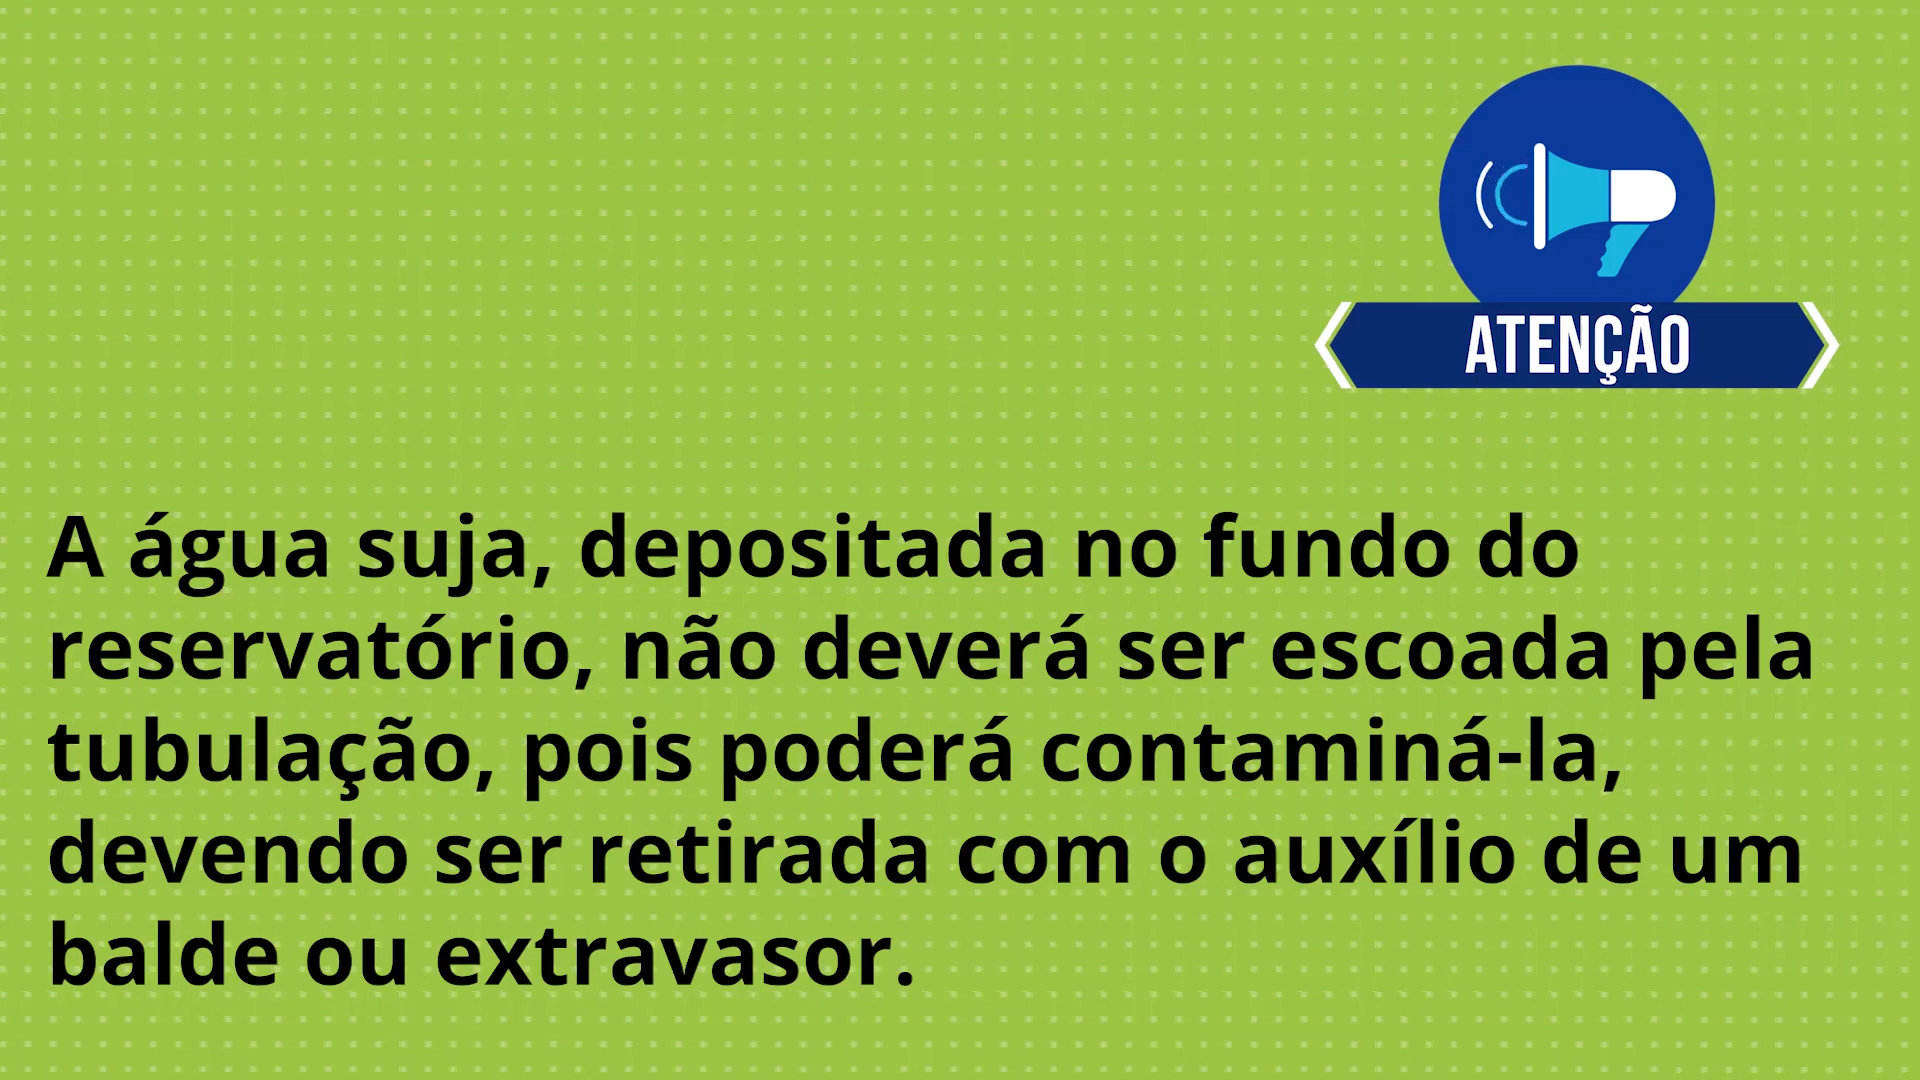 ATENÇÃO
A água suja, depositada no fundo do
reservatório, não deverá ser escoada pela
tubulação, pois poderá contaminá-la,
devendo ser retirada com o auxílio de um
balde ou extravasor.